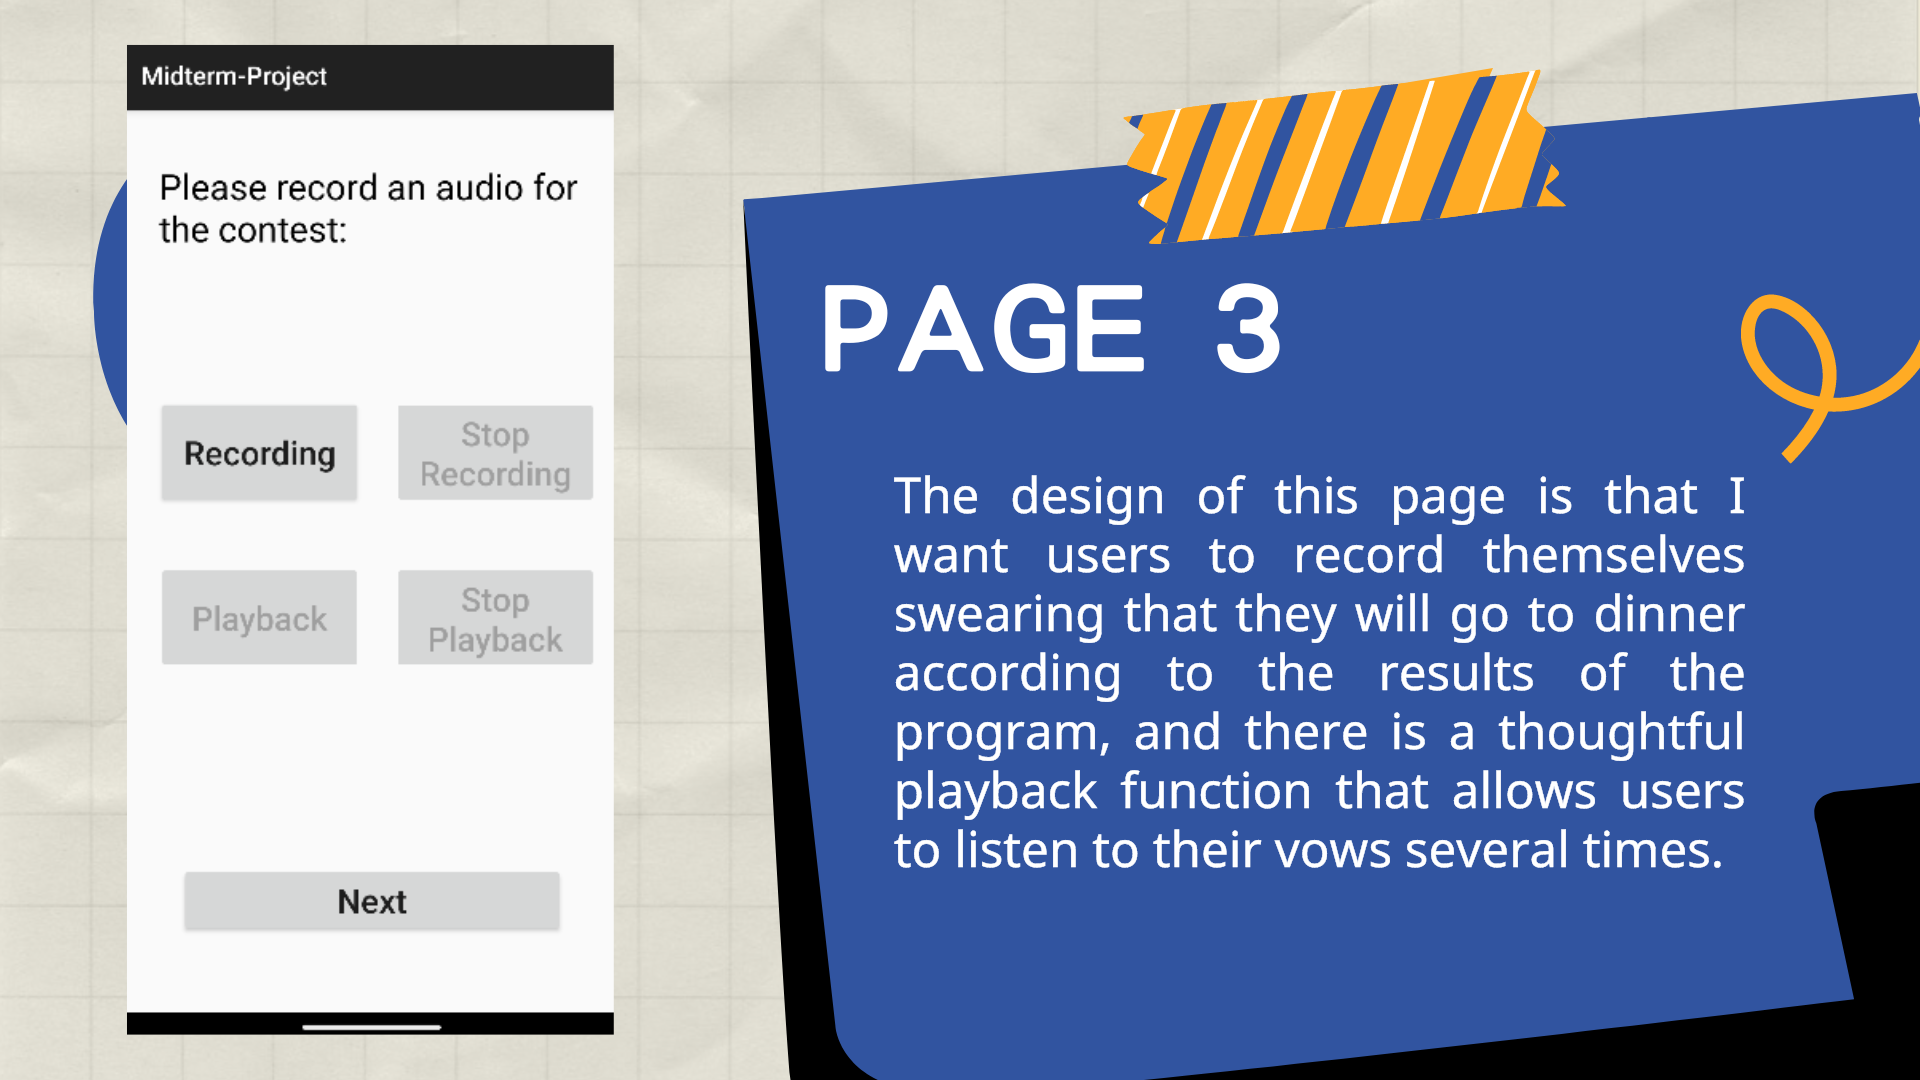 Midterm-Project
Please record an audio for
the contest:
Recording
Stop
Recording
Playback
Stop
Playback
Next
PAGE 3
The design of this page is that I
want users to record themselves
swearing that they will go to dinner
according to the results of the
program, and there is a thoughtful
playback function that allows users
to listen to their vows several times.